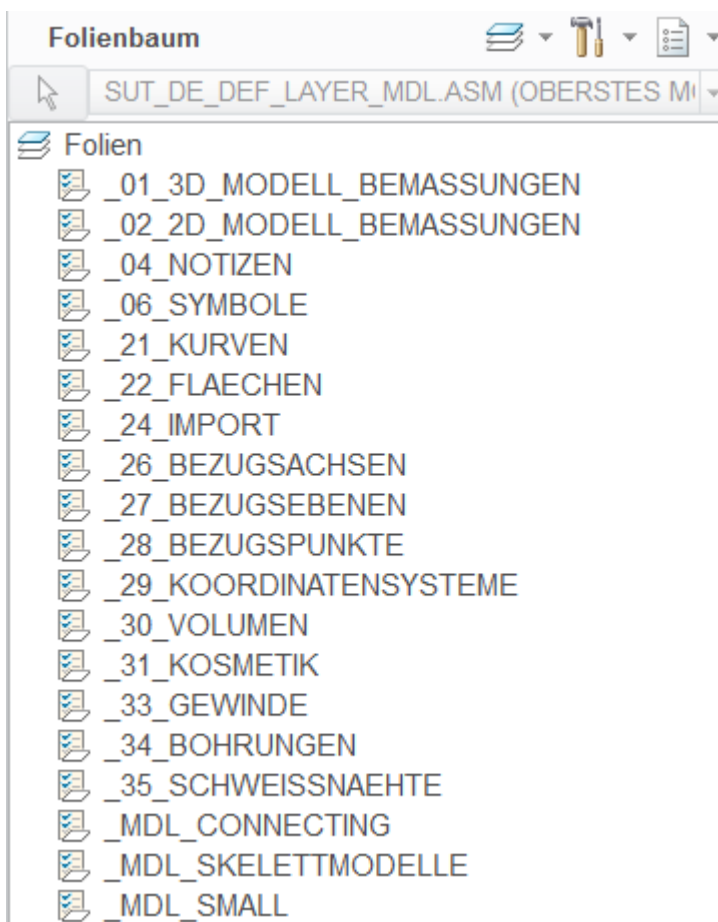 Folienbaum
SUT_DE_DEF_LAYER_MDL.ASM (OBERSTES
Folien
_01_3D_MODELL_BEMASSUNGEN
_02_2D_MODELL_BEMASSUNGEN
_04_NOTIZEN
_06_SYMBOLE
_21_KURVEN
_22_FLAECHEN
_24_IMPORT
_26_BEZUGSACHSEN
_27_BEZUGSEBENEN
_28_BEZUGSPUNKTE
_29_KOORDINATENSYSTEME
_30_VOLUMEN
_31_KOSMETIK
_33_GEWINDE
_34_BOHRUNGEN
_35_SCHWEISSNAEHTE
_MDL_CONNECTING
_MDL_SKELETTMODELLE
_MDL_SMALL